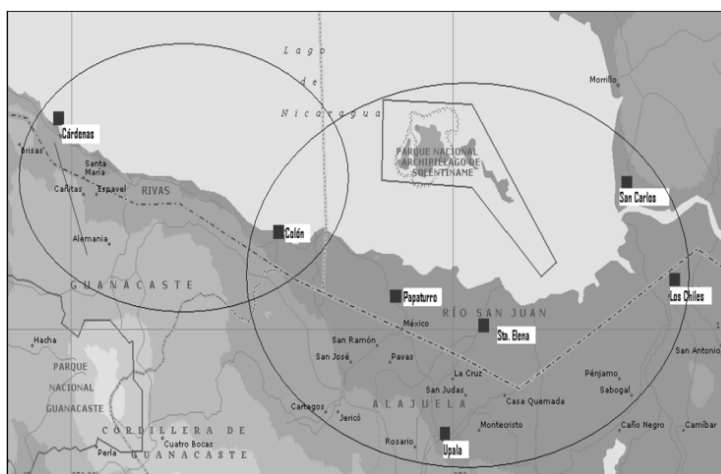 Lago
de
Nicaragua
Morrillo
Cárdenas
Brisas
Santa
María
Cañitas
Espavel
RIVAS
PARQUE NACIONAL
ARCHIPIÉLAGO DE
SOLENTINAME
San Carlos
Colón
Alemania
GUANACASTE
Papaturro
Los Chiles
RÍO SAN JUAN
México
Sta. Elena
Hacha
San Ramón
San José
Pavas
San Antonio
PARQUE
NACIONAL
GUANACASTE
La Cruz
Pénjamo
San Judas
Casa Quemada
Sabogal
ALAJUELA
Cartagos
Jericó
CORDILLERA DE
GUANACASTE
Cuatro Bocas
Perla
Montecristo
Caño Negro
Camíbar
Rosario
Upala